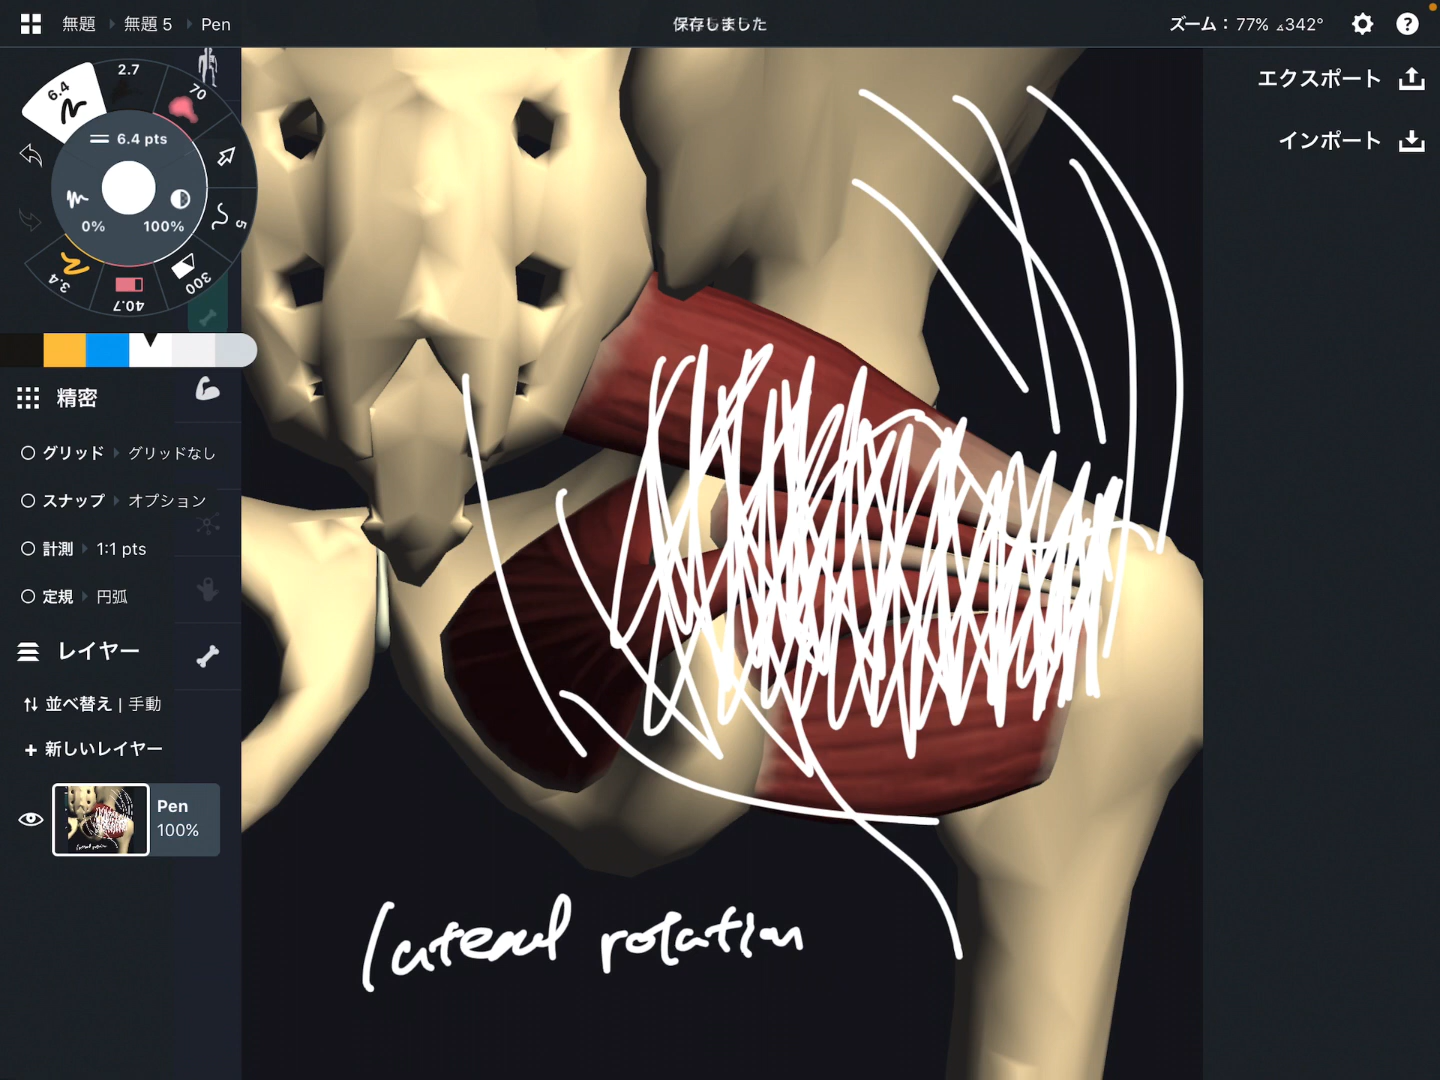 無題 無題 5 Pen
保存しました
ズーム： 77% ⊿342°
エクスポート
インポート
2.7
6.4
70
6.4 pts
0% 100%
5
3.4
40.7
300
精密
グリッド グリッドなし
スナップ オプション
計測 1:1 pts
定規 円弧
レイヤー
並べ替え | 手動
+ 新しいレイヤー
Pen
100%
lateral rotation